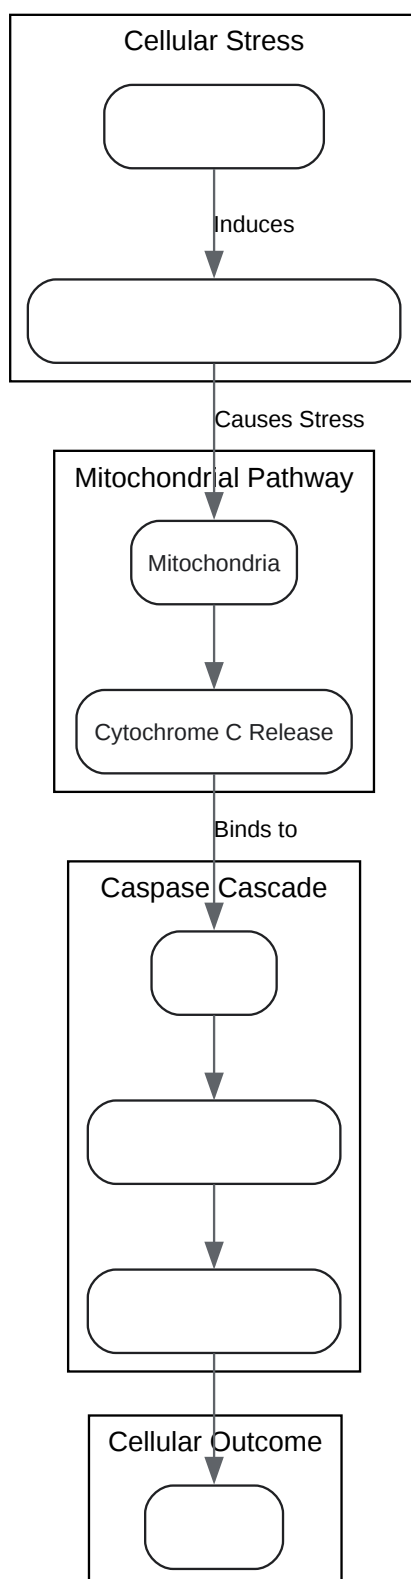 Cellular Stress
Induces
Causes Stress
Mitochondrial Pathway
Mitochondria
Cytochrome C Release
Binds to
Caspase Cascade
Cellular Outcome